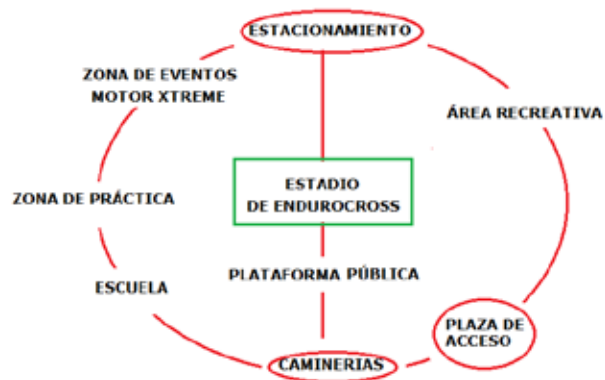 ESTACIONAMIENTO
ZONA DE EVENTOS
MOTOR XTREME
ÁREA RECREATIVA
ESTADIO
DE ENDUROCROSS
ZONA DE PRÁCTICA
PLATAFORMA PÚBLICA
ESCUELA
PLAZA DE
ACCESO
CAMINERIAS